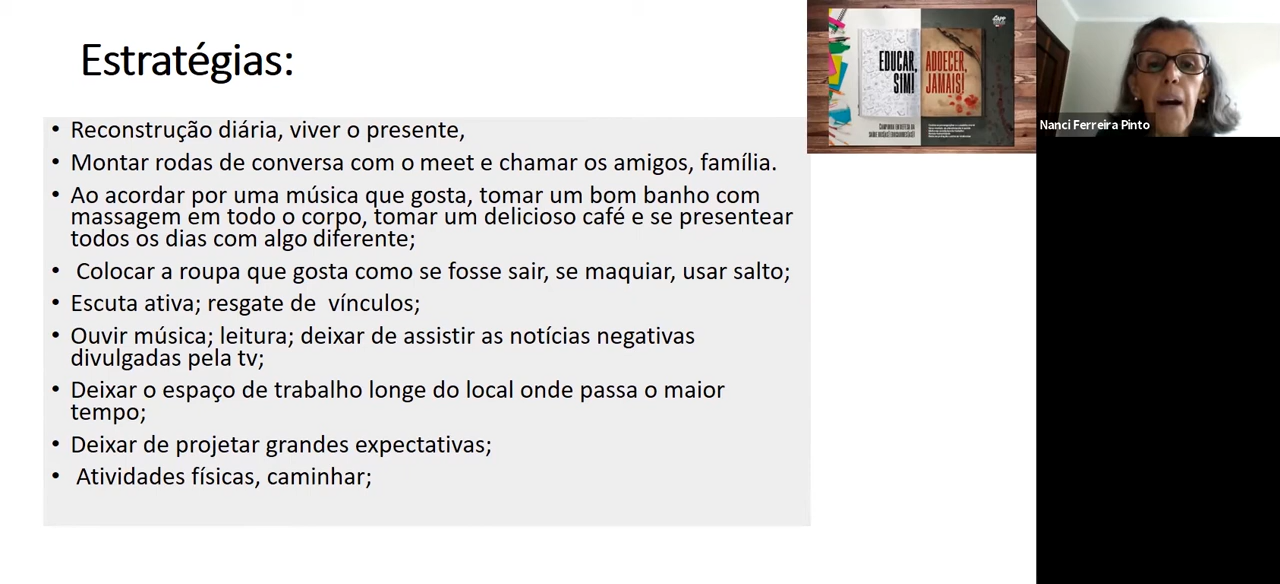 Estratégias:
• Reconstrução diária, viver o presente,
• Montar rodas de conversa com o meet e chamar os amigos, família.
• Ao acordar por uma música que gosta, tomar um bom banho com
massagem em todo o corpo, tomar um delicioso café e se presentear
todos os dias com algo diferente;
• Colocar a roupa que gosta como se fosse sair, se maquiar, usar salto;
• Escuta ativa; resgate de vínculos;
• Ouvir música; leitura; deixar de assistir as notícias negativas
divulgadas pela tv;
• Deixar o espaço de trabalho longe do local onde passa o maior
tempo;
• Deixar de projetar grandes expectativas;
• Atividades físicas, caminhar;
EDUCAR,
SIM!
ADOECER,
JAMAIS!
Nanci Ferreira Pinto